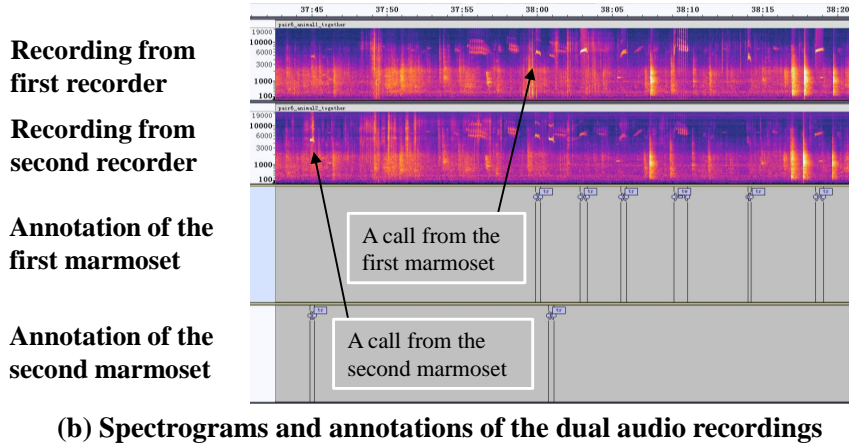 37:45 37:50 37:55 38:00 38:05 38:10 38:15 38:20
pair6_animal1_together
Recording from
first recorder
19000
10000
6000
3000
1000
100
pair6_animal2_together
Recording from
second recorder
19000
10000
6000
3000
1000
100
Annotation of the
first marmoset
A call from the
first marmoset
Annotation of the
second marmoset
A call from the
second marmoset
(b) Spectrograms and annotations of the dual audio recordings